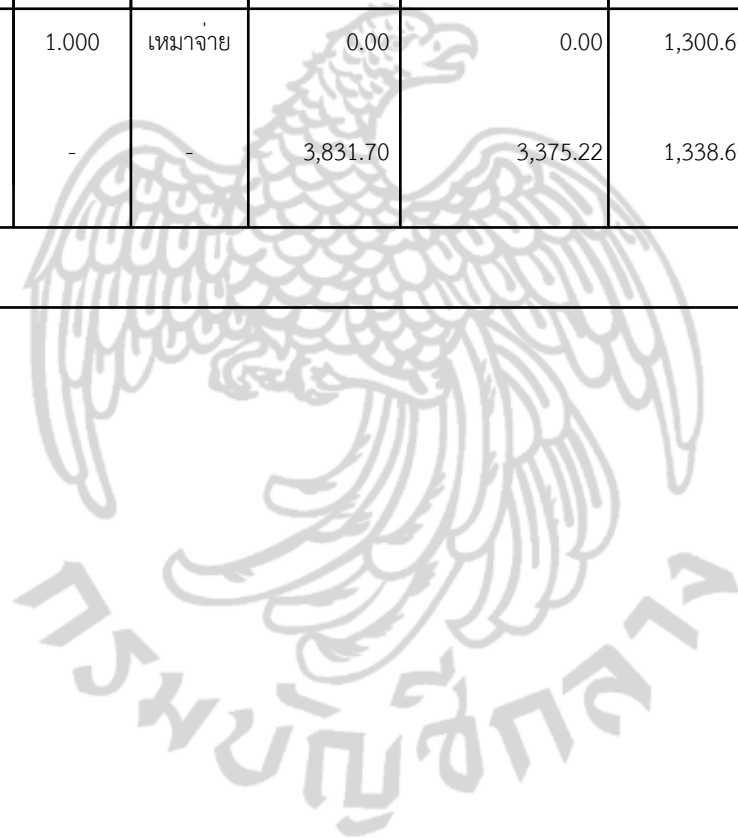 1.000 เหมาจ่าย 0.00 0.00 1,300.6
- - 3,831.70 3,375.22 1,338.6
กรมบัญชีกลาง